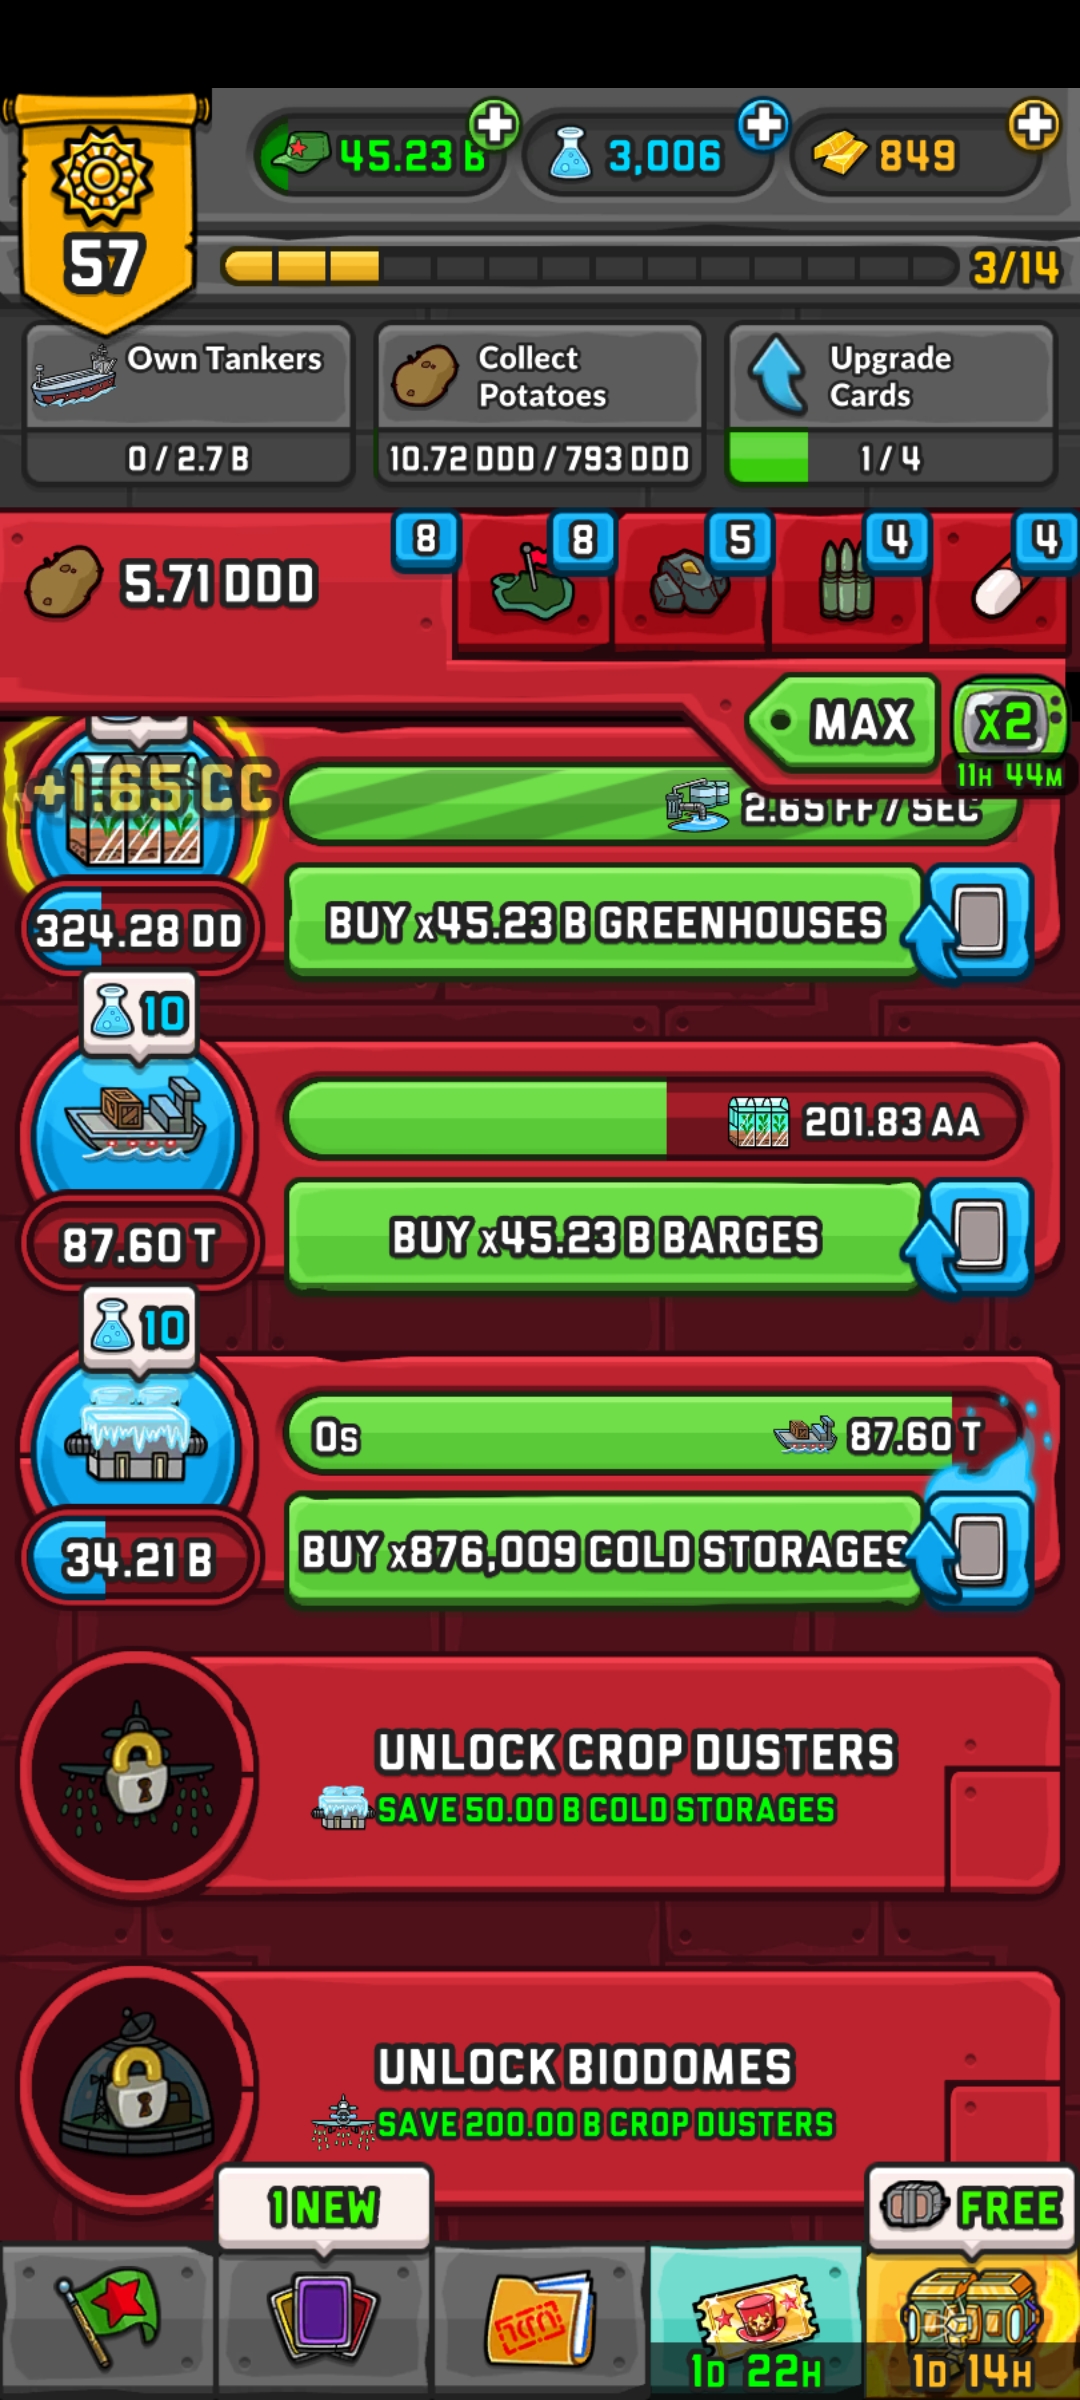 57
45.23 B
3,006
849
3/14
Own Tankers
0 / 2.7 B
Collect
Potatoes
10.72 DDD / 793 DDD
Upgrade
Cards
1 / 4
5.71 DDD
8
8
5
4
4
MAX
x2
11H 44M
+1.65 CC
2.65 FF / SEC
324.28 DD
BUY x45.23 B GREENHOUSES
10
201.83 AA
87.60 T
BUY x45.23 B BARGES
10
0s
87.60 T
34.21 B
BUY x876,009 COLD STORAGES
UNLOCK CROP DUSTERS
SAVE 50.00 B COLD STORAGES
UNLOCK BIODOMES
SAVE 200.00 B CROP DUSTERS
1 NEW
FREE
1D 22H
1D 14H